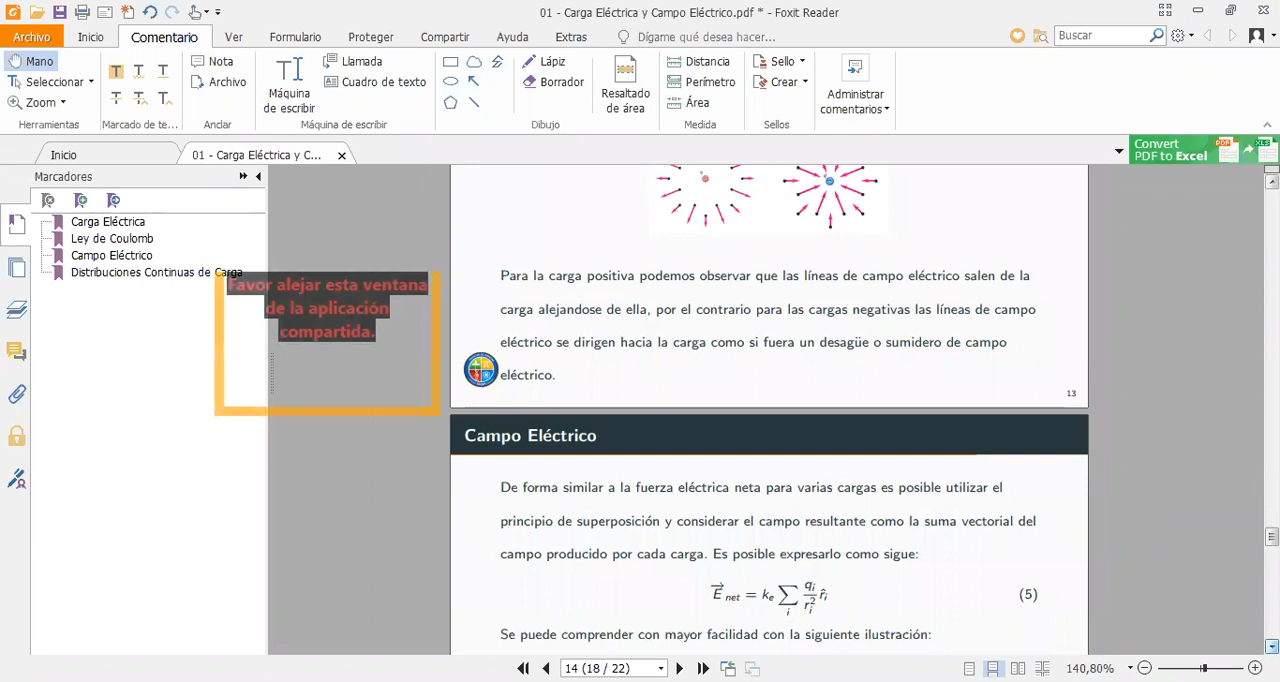 01 - Carga Eléctrica y Campo Eléctrico.pdf * - Foxit Reader
Archivo Inicio Comentario Ver Formulario Proteger Compartir Ayuda Extras Dígame qué desea hacer... Buscar
Mano
Seleccionar
Zoom
Herramientas
T T T
T T T
Marcado de te...
Nota
Archivo
Anclar
Máquina
de escribir
Llamada
Cuadro de texto
Máquina de escribir
Lápiz
Borrador
Dibujo
Resaltado
de área
Distancia
Perímetro
Área
Medida
Sello
Crear
Sellos
Administrar
comentarios
Inicio
01 - Carga Eléctrica y C...
Convert
PDF to Excel
PDF
XLS
Marcadores
Carga Eléctrica
Ley de Coulomb
Campo Eléctrico
Distribuciones Continuas de Carga
Favor alejar esta ventana
de la aplicación
compartida.
Para la carga positiva podemos observar que las líneas de campo eléctrico salen de la
carga alejandose de ella, por el contrario para las cargas negativas las líneas de campo
eléctrico se dirigen hacia la carga como si fuera un desagüe o sumidero de campo
eléctrico.
13
Campo Eléctrico
De forma similar a la fuerza eléctrica neta para varias cargas es posible utilizar el
principio de superposición y considerar el campo resultante como la suma vectorial del
campo producido por cada carga. Es posible expresarlo como sigue:
E⃗ net = ke ∑i qi/ri² r̂i (5)
Se puede comprender con mayor facilidad con la siguiente ilustración:
14 (18 / 22)
140,80%